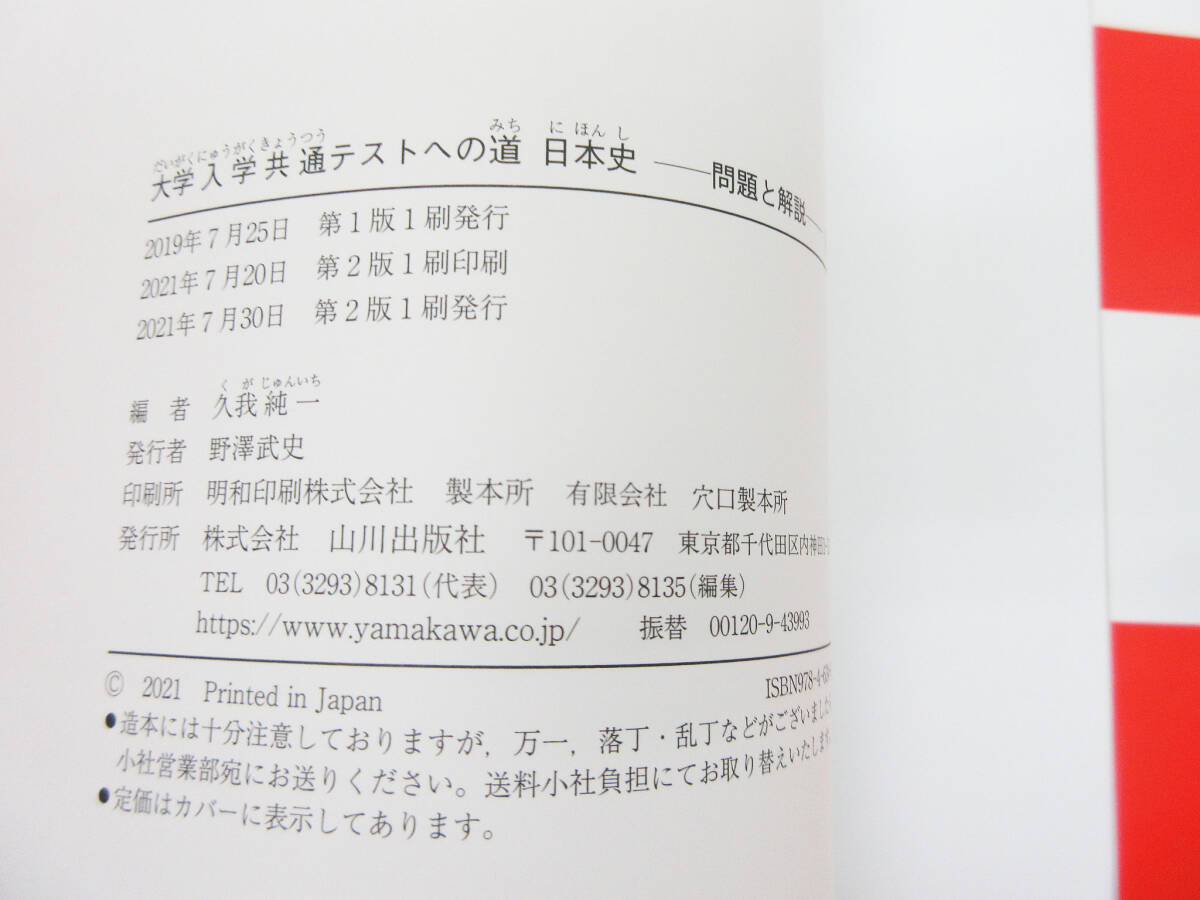 だいがくにゅうがくきょうつう みち にほんし
大学入学共通テストへの道 日本史 ──問題と解説─
2019年7月25日 第1版1刷発行
2021年7月20日 第2版1刷印刷
2021年7月30日 第2版1刷発行
くが じゅんいち
編 者 久我純一
発行者 野澤武史
印刷所 明和印刷株式会社 製本所 有限会社 穴口製本所
発行所 株式会社 山川出版社 〒101-0047 東京都千代田区内神田
TEL 03(3293)8131(代表) 03(3293)8135(編集)
https://www.yamakawa.co.jp/ 振替 00120-9-43993
© 2021 Printed in Japan ISBN978-4-63
●造本には十分注意しておりますが,万一,落丁・乱丁などがございました
小社営業部宛にお送りください。送料小社負担にてお取り替えいたします
●定価はカバーに表示してあります。